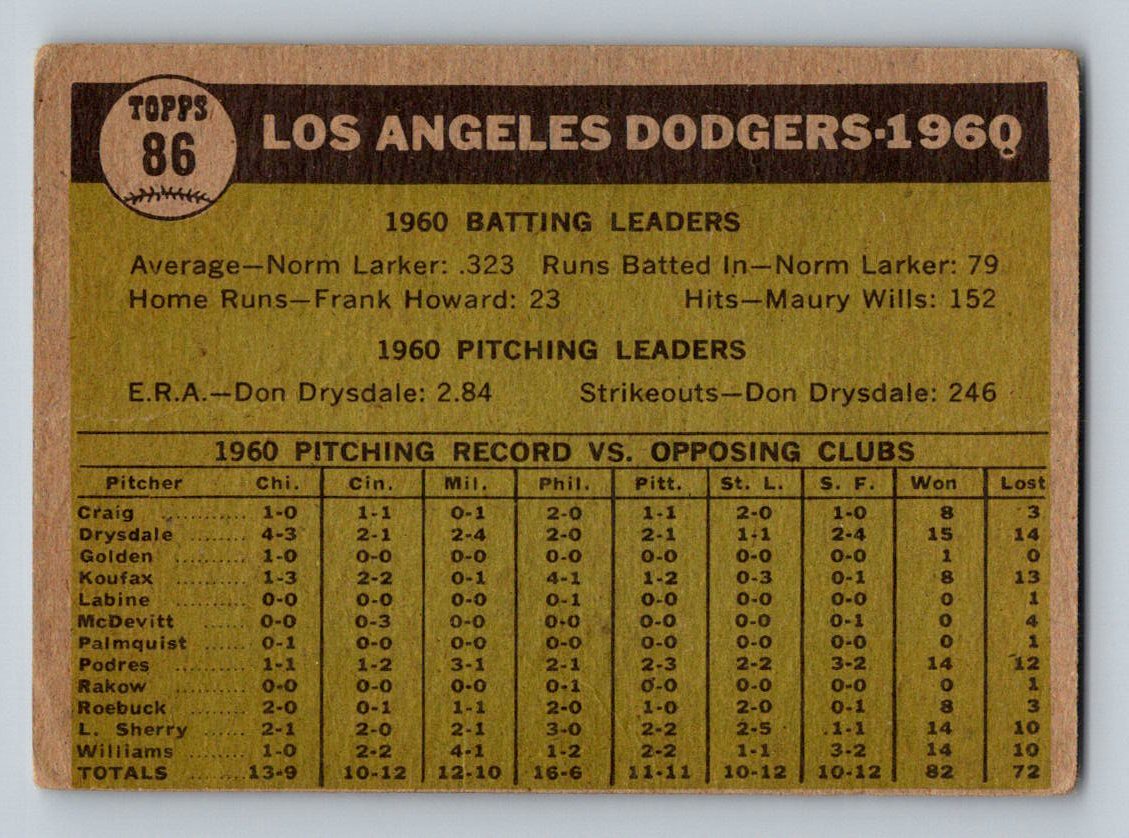 TOPPS
86
LOS ANGELES DODGERS-1960
1960 BATTING LEADERS
Average—Norm Larker: .323 Runs Batted In—Norm Larker: 79
Home Runs—Frank Howard: 23 Hits—Maury Wills: 152
1960 PITCHING LEADERS
E.R.A.—Don Drysdale: 2.84 Strikeouts—Don Drysdale: 246
1960 PITCHING RECORD VS. OPPOSING CLUBS
Pitcher Chi. Cin. Mil. Phil. Pitt. St. L. S. F. Won Lost
Craig .......... 1-0 1-1 0-1 2-0 1-1 2-0 1-0 8 3
Drysdale ....... 4-3 2-1 2-4 2-0 2-1 1-1 2-4 15 14
Golden ......... 1-0 0-0 0-0 0-0 0-0 0-0 0-0 1 0
Koufax ......... 1-3 2-2 0-1 4-1 1-2 0-3 0-1 8 13
Labine ......... 0-0 0-0 0-0 0-1 0-0 0-0 0-0 0 1
McDevitt ..... 0-0 0-3 0-0 0-0 0-0 0-0 0-1 0 4
Palmquist ..... 0-1 0-0 0-0 0-0 0-0 0-0 0-0 0 1
Podres ......... 1-1 1-2 3-1 2-1 2-3 2-2 3-2 14 12
Rakow ......... 0-0 0-0 0-0 0-1 0-0 0-0 0-0 0 1
Roebuck ....... 2-0 0-1 1-1 2-0 1-0 2-0 0-1 8 3
L. Sherry ..... 2-1 2-0 2-1 3-0 2-2 2-5 1-1 14 10
Williams ....... 1-0 2-2 4-1 1-2 2-2 1-1 3-2 14 10
TOTALS ....... 13-9 10-12 12-10 16-6 11-11 10-12 10-12 82 72